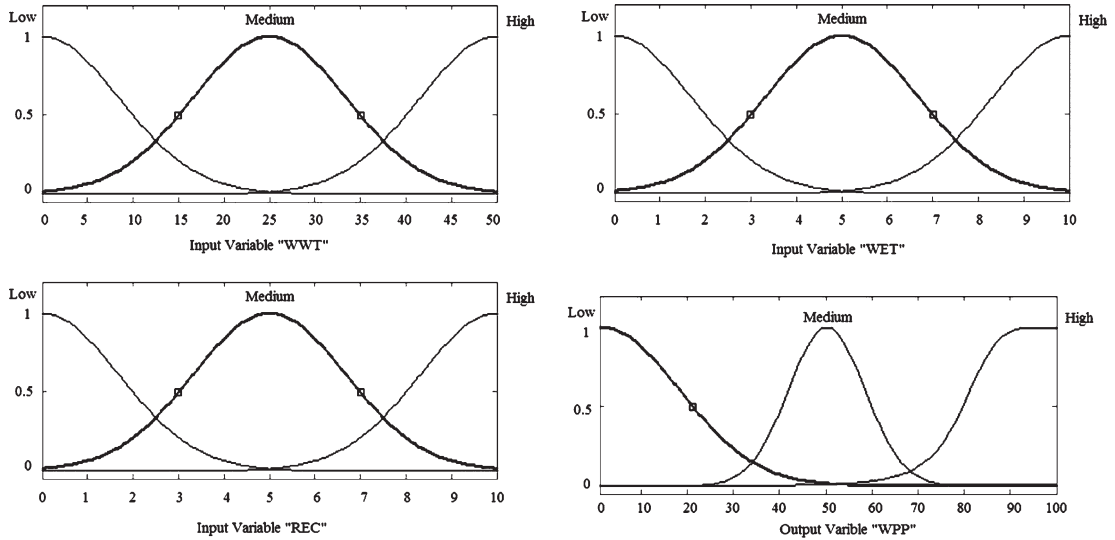 Low Medium High
1
0.5
0
0 5 10 15 20 25 30 35 40 45 50
Input Variable "WWT"
Low Medium High
1
0.5
0
0 1 2 3 4 5 6 7 8 9 10
Input Variable "WET"
Low Medium High
1
0.5
0
0 1 2 3 4 5 6 7 8 9 10
Input Variable "REC"
Low Medium High
1
0.5
0
0 10 20 30 40 50 60 70 80 90 100
Output Varible "WPP"